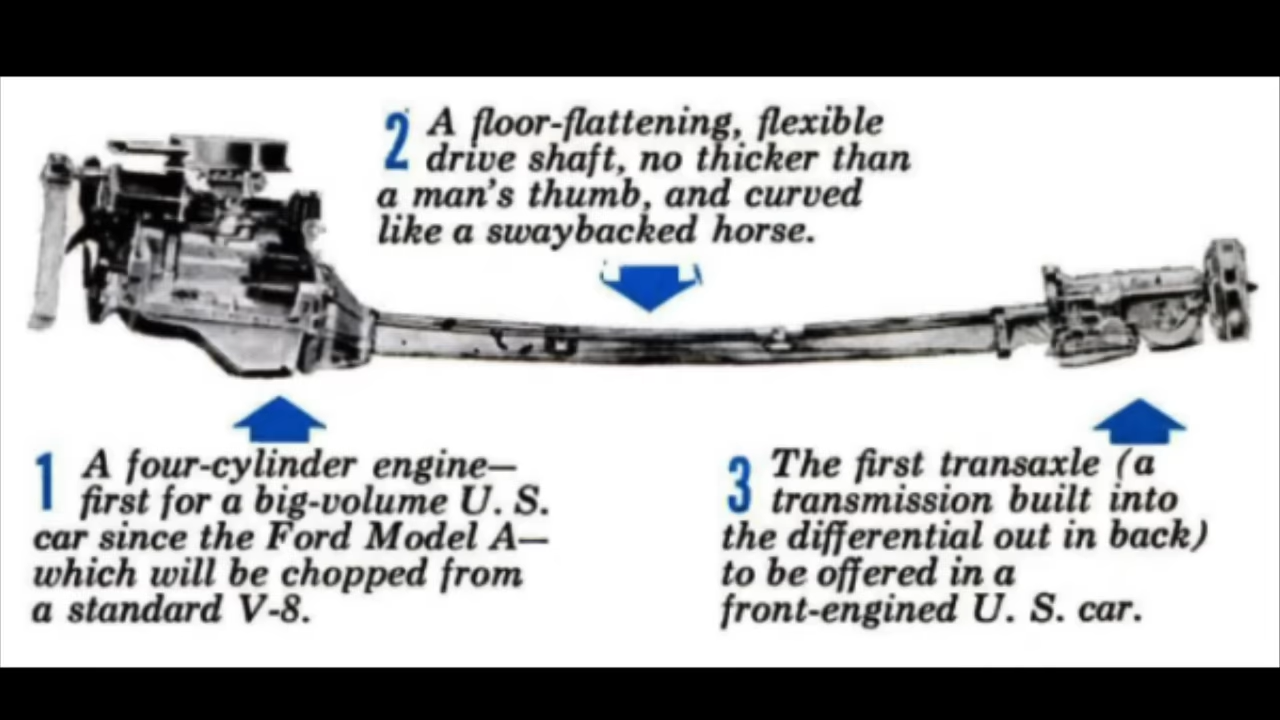 2 A floor-flattening, flexible
drive shaft, no thicker than
a man's thumb, and curved
like a swaybacked horse.
1 A four-cylinder engine—
first for a big-volume U. S.
car since the Ford Model A—
which will be chopped from
a standard V-8.
3 The first transaxle (a
transmission built into
the differential out in back)
to be offered in a
front-engined U. S. car.